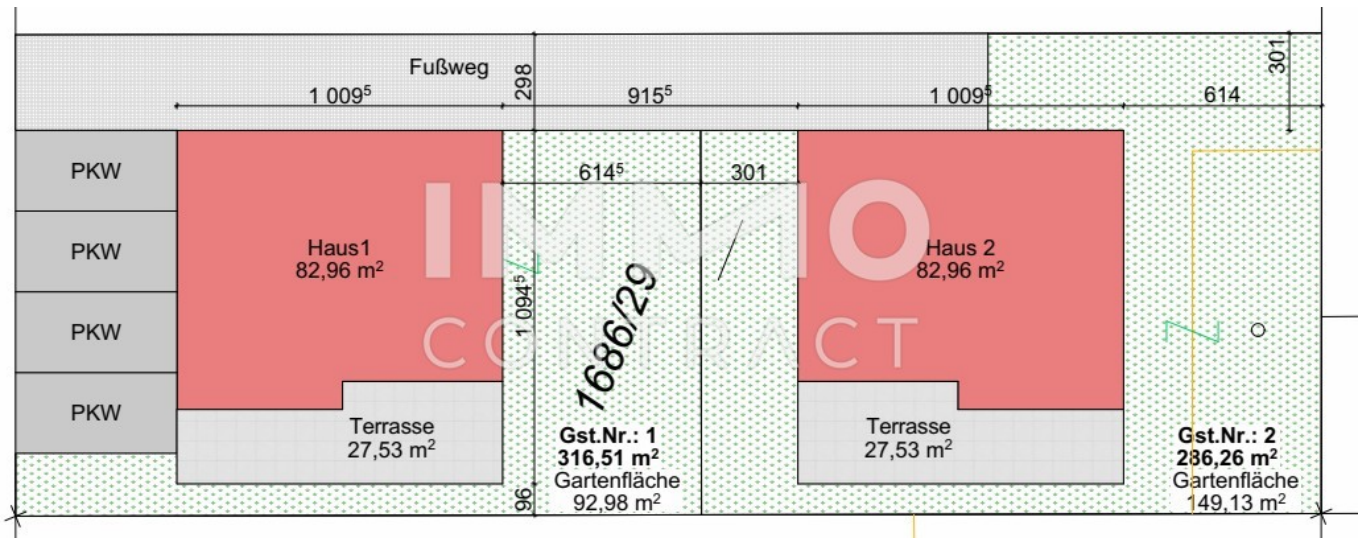 Fußweg
298
301
1 009⁵
915⁵
1 009⁵
614
PKW
614⁵
301
IMMO
PKW
Haus1
82,96 m²
Haus 2
82,96 m²
1 094⁵
1686/29
CONTRACT
PKW
PKW
Terrasse
27,53 m²
Terrasse
27,53 m²
Gst.Nr.: 1
316,51 m²
Gartenfläche
92,98 m²
Gst.Nr.: 2
286,26 m²
Gartenfläche
149,13 m²
96